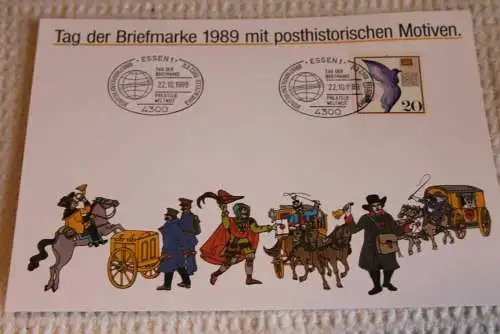 Tag der Briefmarke 1989 mit posthistorischen Motiven.
ESSEN 1
TAG DER
BRIEFMARKE
22.10.1989
PHILATELIE
WELTWEIT
4300
ESSEN 1
TAG DER
BRIEFMARKE
22.10.1989
PHILATELIE
WELTWEIT
4300
20